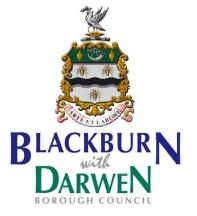 ARTE ET LABORE
BLACKBURN
with
DARWEN
BOROUGH COUNCIL